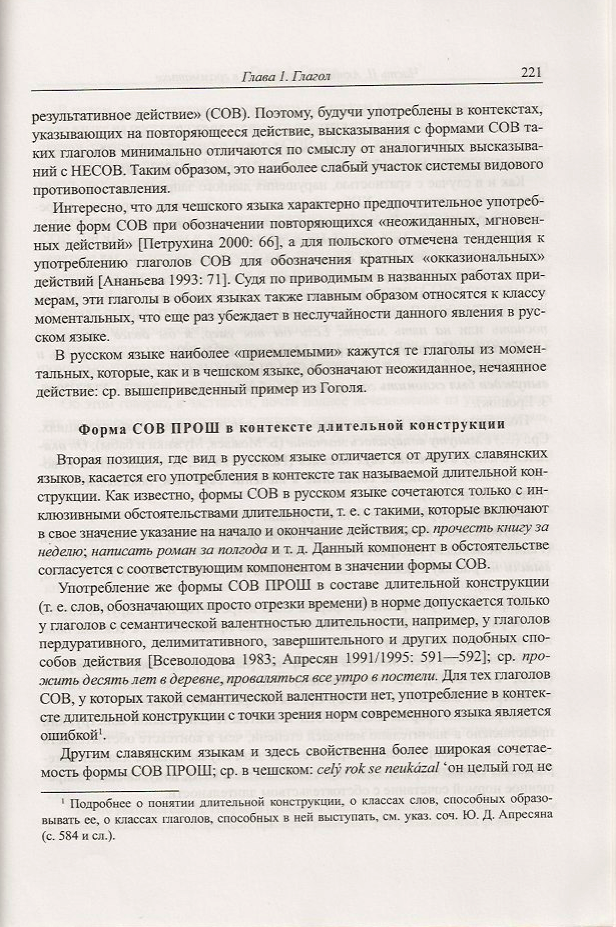 Глава 1. Глагол 221
результативное действие» (СОВ). Поэтому, будучи употреблены в контекстах,
указывающих на повторяющееся действие, высказывания с формами СОВ та-
ких глаголов минимально отличаются по смыслу от аналогичных высказыва-
ний с НЕСОВ. Таким образом, это наиболее слабый участок системы видового
противопоставления.
Интересно, что для чешского языка характерно предпочтительное употреб-
ление форм СОВ при обозначении повторяющихся «неожиданных, мгновен-
ных действий» [Петрухина 2000: 66], а для польского отмечена тенденция к
употреблению глаголов СОВ для обозначения кратных «окказиональных»
действий [Ананьева 1993: 71]. Судя по приводимым в названных работах при-
мерам, эти глаголы в обоих языках также главным образом относятся к классу
моментальных, что еще раз убеждает в неслучайности данного явления в рус-
ском языке.
В русском языке наиболее «приемлемыми» кажутся те глаголы из момен-
тальных, которые, как и в чешском языке, обозначают неожиданное, нечаянное
действие: ср. вышеприведенный пример из Гоголя.
Форма СОВ ПРОШ в контексте длительной конструкции
Вторая позиция, где вид в русском языке отличается от других славянских
языков, касается его употребления в контексте так называемой длительной кон-
струкции. Как известно, формы СОВ в русском языке сочетаются только с ин-
клюзивными обстоятельствами длительности, т. е. с такими, которые включают
в свое значение указание на начало и окончание действия; ср. прочесть книгу за
неделю; написать роман за полгода и т. д. Данный компонент в обстоятельстве
согласуется с соответствующим компонентом в значении формы СОВ.
Употребление же формы СОВ ПРОШ в составе длительной конструкции
(т. е. слов, обозначающих просто отрезки времени) в норме допускается только
у глаголов с семантической валентностью длительности, например, у глаголов
пердуративного, делимитативного, завершительного и других подобных спо-
собов действия [Всеволодова 1983; Апресян 1991/1995: 591—592]; ср. про-
жить десять лет в деревне, проваляться все утро в постели. Для тех глаголов
СОВ, у которых такой семантической валентности нет, употребление в контек-
сте длительной конструкции с точки зрения норм современного языка является
ошибкой¹.
Другим славянским языкам и здесь свойственна более широкая сочетае-
мость формы СОВ ПРОШ; ср. в чешском: celý rok se neukázal ‘он целый год не
¹ Подробнее о понятии длительной конструкции, о классах слов, способных образо-
вывать ее, о классах глаголов, способных в ней выступать, см. указ. соч. Ю. Д. Апресяна
(с. 584 и сл.).